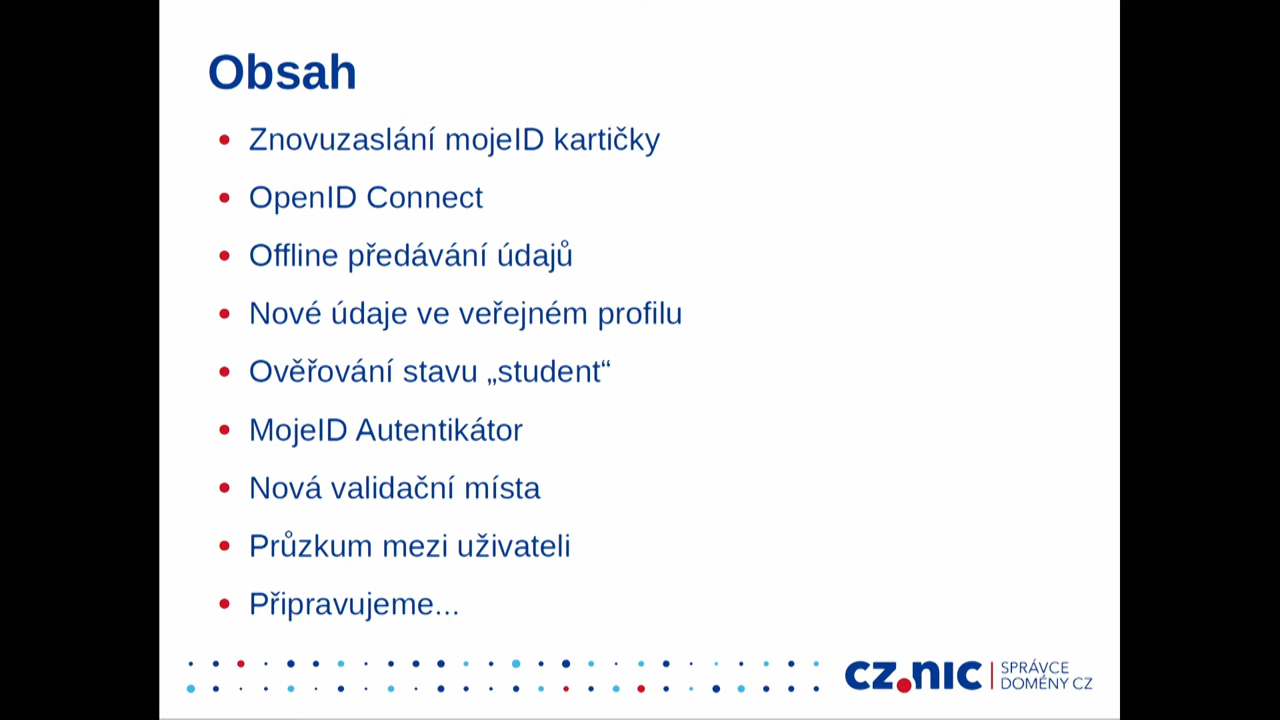 Obsah
Znovuzaslání mojeID kartičky
OpenID Connect
Offline předávání údajů
Nové údaje ve veřejném profilu
Ověřování stavu „student“
MojeID Autentikátor
Nová validační místa
Průzkum mezi uživateli
Připravujeme...
CZ.NIC
SPRÁVCE
DOMÉNY CZ